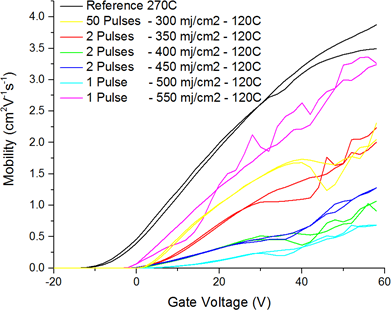 Reference 270C
50 Pulses - 300 mj/cm2 - 120C
2 Pulses - 350 mj/cm2 - 120C
2 Pulses - 400 mj/cm2 - 120C
2 Pulses - 450 mj/cm2 - 120C
1 Pulse - 500 mj/cm2 - 120C
1 Pulse - 550 mj/cm2 - 120C
Mobility (cm²V⁻¹s⁻¹)
4.0
3.5
3.0
2.5
2.0
1.5
1.0
0.5
0.0
-20 0 20 40 60
Gate Voltage (V)